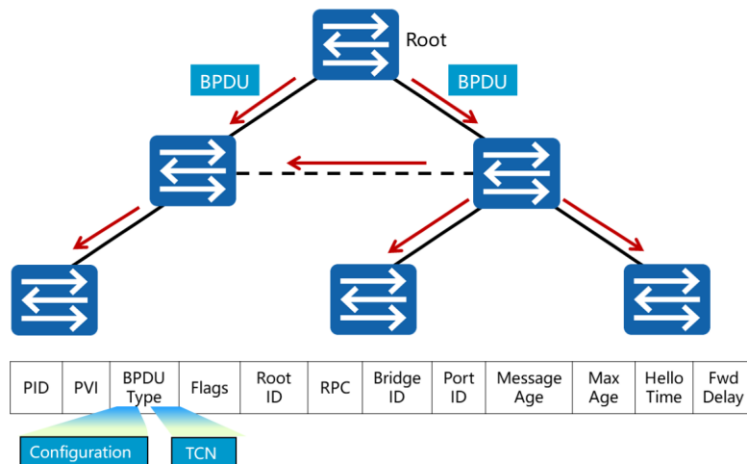 Root
BPDU
BPDU
PID
PVI
BPDU
Type
Flags
Root
ID
RPC
Bridge
ID
Port
ID
Message
Age
Max
Age
Hello
Time
Fwd
Delay
Configuration
TCN